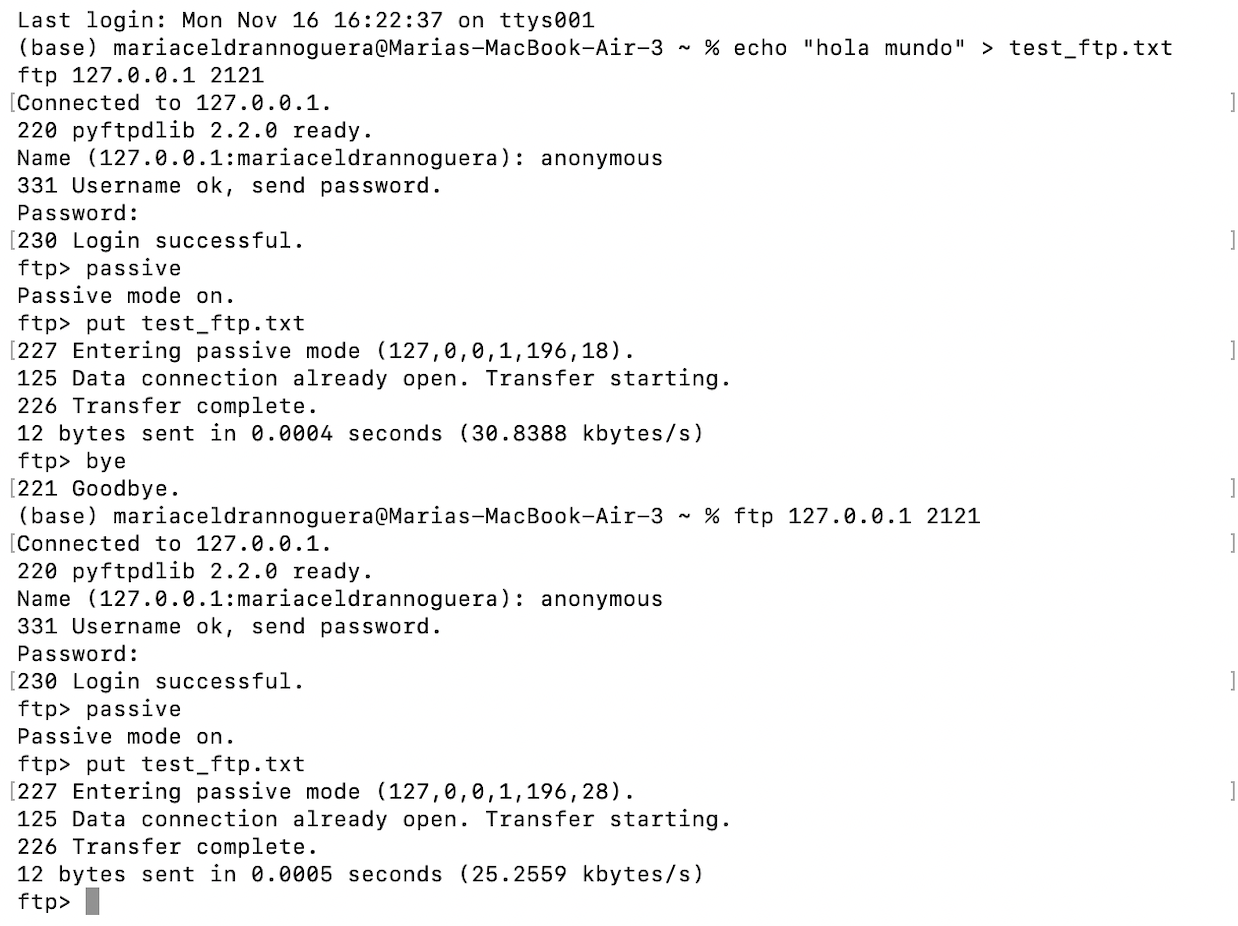 Last login: Mon Nov 16 16:22:37 on ttys001
(base) mariaceldrannoguera@Marias-MacBook-Air-3 ~ % echo "hola mundo" > test_ftp.txt
ftp 127.0.0.1 2121
[Connected to 127.0.0.1. ]
220 pyftpdlib 2.2.0 ready.
Name (127.0.0.1:mariaceldrannoguera): anonymous
331 Username ok, send password.
Password:
[230 Login successful. ]
ftp> passive
Passive mode on.
ftp> put test_ftp.txt
[227 Entering passive mode (127,0,0,1,196,18). ]
125 Data connection already open. Transfer starting.
226 Transfer complete.
12 bytes sent in 0.0004 seconds (30.8388 kbytes/s)
ftp> bye
[221 Goodbye. ]
(base) mariaceldrannoguera@Marias-MacBook-Air-3 ~ % ftp 127.0.0.1 2121
[Connected to 127.0.0.1. ]
220 pyftpdlib 2.2.0 ready.
Name (127.0.0.1:mariaceldrannoguera): anonymous
331 Username ok, send password.
Password:
[230 Login successful. ]
ftp> passive
Passive mode on.
ftp> put test_ftp.txt
[227 Entering passive mode (127,0,0,1,196,28). ]
125 Data connection already open. Transfer starting.
226 Transfer complete.
12 bytes sent in 0.0005 seconds (25.2559 kbytes/s)
ftp>